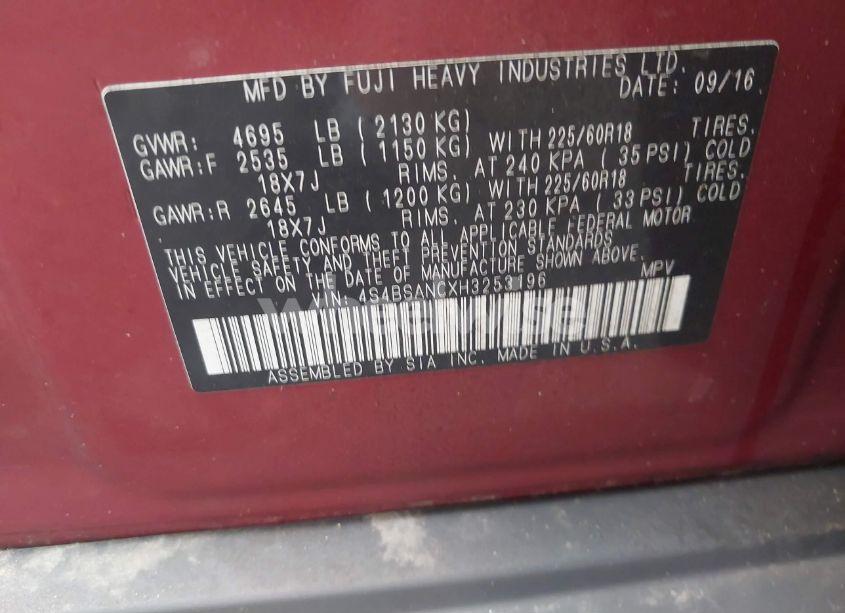 MFD BY FUJI HEAVY INDUSTRIES LTD.
DATE: 09/16
GVWR: 4695 LB (2130 KG)
GAWR:F 2535 LB (1150 KG) WITH 225/60R18 TIRES.
18X7J RIMS. AT 240 KPA (35 PSI) COLD
GAWR:R 2645 LB (1200 KG) WITH 225/60R18 TIRES.
18X7J RIMS. AT 230 KPA (33 PSI) COLD
THIS VEHICLE CONFORMS TO ALL APPLICABLE FEDERAL MOTOR
VEHICLE SAFETY AND THEFT PREVENTION STANDARDS
IN EFFECT ON THE DATE OF MANUFACTURE SHOWN ABOVE.
VIN: 4S4BSANCXH3253196 MPV
ASSEMBLED BY SIA INC. MADE IN U.S.A.